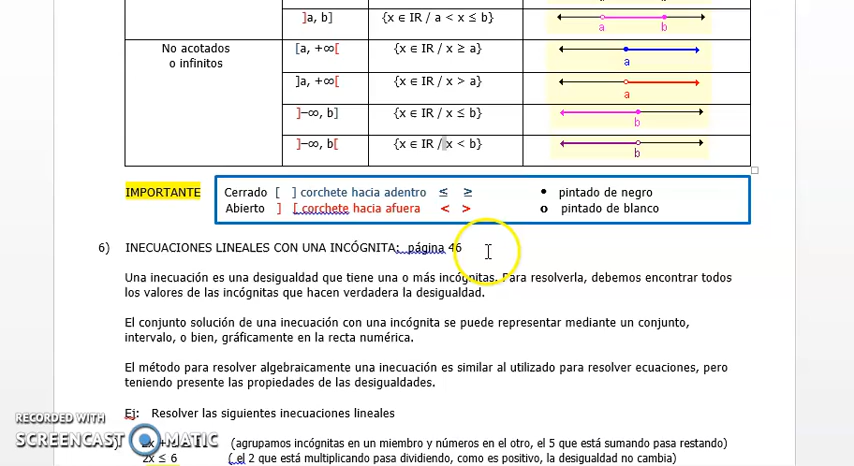 ]a, b] {x ∈ IR / a < x ≤ b}
a b
No acotados
o infinitos
[a, +∞[ {x ∈ IR / x ≥ a}
a
]a, +∞[ {x ∈ IR / x > a}
a
]−∞, b] {x ∈ IR / x ≤ b}
b
]−∞, b[ {x ∈ IR / x < b}
b
IMPORTANTE
Cerrado [ ] corchete hacia adentro ≤ ≥ • pintado de negro
Abierto ] [ corchete hacia afuera < > o pintado de blanco
6) INECUACIONES LINEALES CON UNA INCÓGNITA: página 46
Una inecuación es una desigualdad que tiene una o más incógnitas. Para resolverla, debemos encontrar todos
los valores de las incógnitas que hacen verdadera la desigualdad.
El conjunto solución de una inecuación con una incógnita se puede representar mediante un conjunto,
intervalo, o bien, gráficamente en la recta numérica.
El método para resolver algebraicamente una inecuación es similar al utilizado para resolver ecuaciones, pero
teniendo presente las propiedades de las desigualdades.
Ej: Resolver las siguientes inecuaciones lineales
(agrupamos incógnitas en un miembro y números en el otro, el 5 que está sumando pasa restando)
2x ≤ 6 ( el 2 que está multiplicando pasa dividiendo, como es positivo, la desigualdad no cambia)
RECORDED WITH
SCREENCAST MATIC